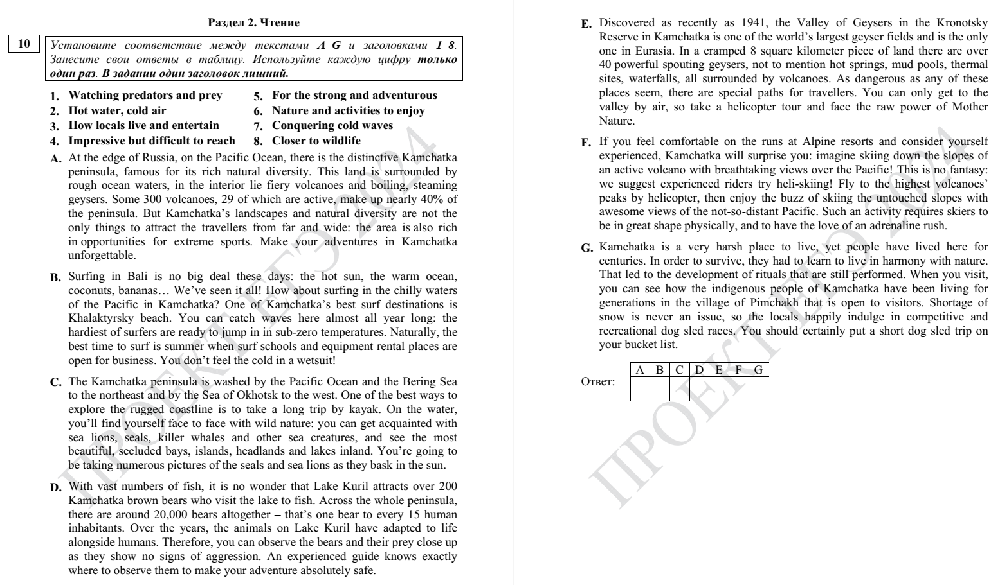 Раздел 2. Чтение
10
Установите соответствие между текстами A–G и заголовками 1–8.
Занесите свои ответы в таблицу. Используйте каждую цифру только
один раз. В задании один заголовок лишний.
1. Watching predators and prey
2. Hot water, cold air
3. How locals live and entertain
4. Impressive but difficult to reach
5. For the strong and adventurous
6. Nature and activities to enjoy
7. Conquering cold waves
8. Closer to wildlife
A. At the edge of Russia, on the Pacific Ocean, there is the distinctive Kamchatka
peninsula, famous for its rich natural diversity. This land is surrounded by
rough ocean waters, in the interior lie fiery volcanoes and boiling, steaming
geysers. Some 300 volcanoes, 29 of which are active, make up nearly 40% of
the peninsula. But Kamchatka’s landscapes and natural diversity are not the
only things to attract the travellers from far and wide: the area is also rich
in opportunities for extreme sports. Make your adventures in Kamchatka
unforgettable.
B. Surfing in Bali is no big deal these days: the hot sun, the warm ocean,
coconuts, bananas… We’ve seen it all! How about surfing in the chilly waters
of the Pacific in Kamchatka? One of Kamchatka’s best surf destinations is
Khalaktyrsky beach. You can catch waves here almost all year long: the
hardiest of surfers are ready to jump in in sub-zero temperatures. Naturally, the
best time to surf is summer when surf schools and equipment rental places are
open for business. You don’t feel the cold in a wetsuit!
C. The Kamchatka peninsula is washed by the Pacific Ocean and the Bering Sea
to the northeast and by the Sea of Okhotsk to the west. One of the best ways to
explore the rugged coastline is to take a long trip by kayak. On the water,
you’ll find yourself face to face with wild nature: you can get acquainted with
sea lions, seals, killer whales and other sea creatures, and see the most
beautiful, secluded bays, islands, headlands and lakes inland. You’re going to
be taking numerous pictures of the seals and sea lions as they bask in the sun.
D. With vast numbers of fish, it is no wonder that Lake Kuril attracts over 200
Kamchatka brown bears who visit the lake to fish. Across the whole peninsula,
there are around 20,000 bears altogether – that’s one bear to every 15 human
inhabitants. Over the years, the animals on Lake Kuril have adapted to life
alongside humans. Therefore, you can observe the bears and their prey close up
as they show no signs of aggression. An experienced guide knows exactly
where to observe them to make your adventure absolutely safe.
ПРОЕКТ ЕГЭ 2024
E. Discovered as recently as 1941, the Valley of Geysers in the Kronotsky
Reserve in Kamchatka is one of the world’s largest geyser fields and is the only
one in Eurasia. In a cramped 8 square kilometer piece of land there are over
40 powerful spouting geysers, not to mention hot springs, mud pools, thermal
sites, waterfalls, all surrounded by volcanoes. As dangerous as any of these
places seem, there are special paths for travellers. You can only get to the
valley by air, so take a helicopter tour and face the raw power of Mother
Nature.
F. If you feel comfortable on the runs at Alpine resorts and consider yourself
experienced, Kamchatka will surprise you: imagine skiing down the slopes of
an active volcano with breathtaking views over the Pacific! This is no fantasy:
we suggest experienced riders try heli-skiing! Fly to the highest volcanoes’
peaks by helicopter, then enjoy the buzz of skiing the untouched slopes with
awesome views of the not-so-distant Pacific. Such an activity requires skiers to
be in great shape physically, and to have the love of an adrenaline rush.
G. Kamchatka is a very harsh place to live, yet people have lived here for
centuries. In order to survive, they had to learn to live in harmony with nature.
That led to the development of rituals that are still performed. When you visit,
you can see how the indigenous people of Kamchatka have been living for
generations in the village of Pimchakh that is open to visitors. Shortage of
snow is never an issue, so the locals happily indulge in competitive and
recreational dog sled races. You should certainly put a short dog sled trip on
your bucket list.
A B C D E F G
Ответ:
ПРОЕКТ ЕГЭ 2024